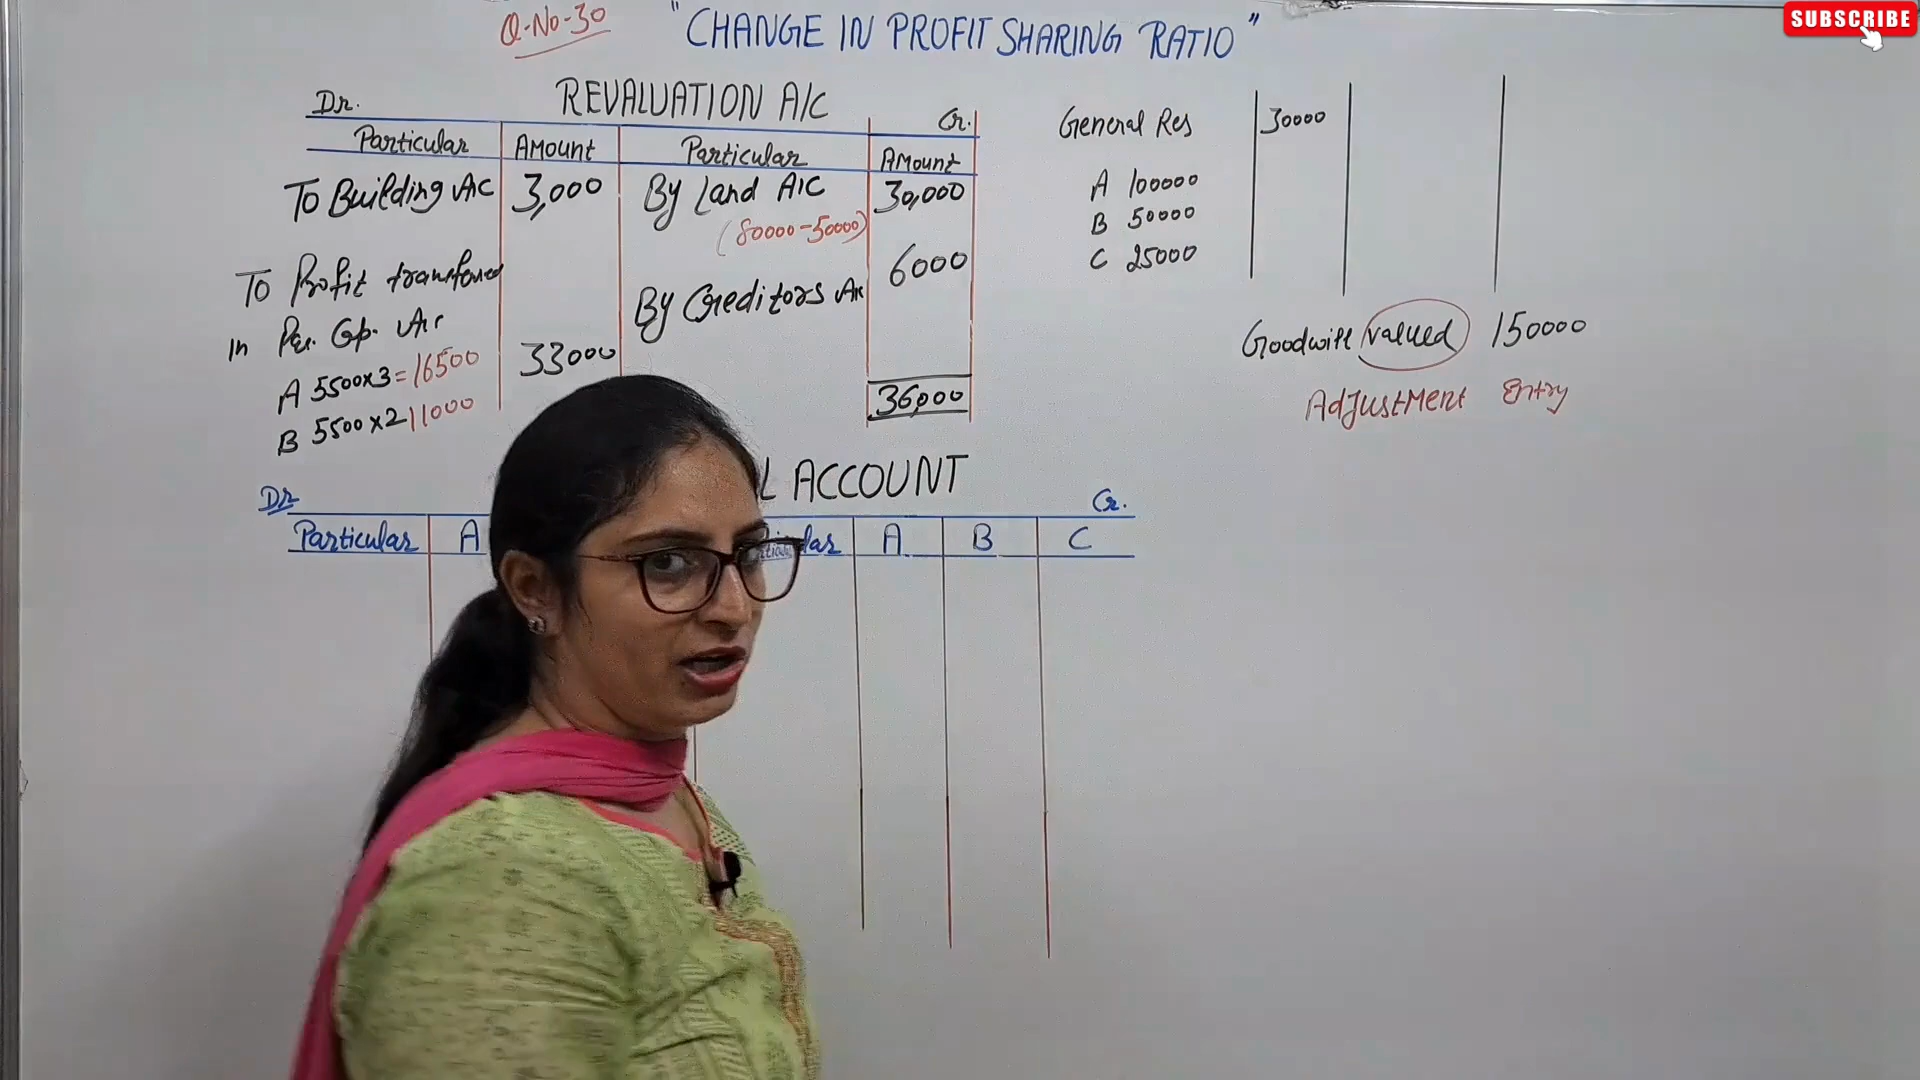 SUBSCRIBE
Q-No-30
"CHANGE IN PROFIT SHARING RATIO"
Dr. REVALUATION A/C Cr.
Particular AMount Particular AMount
To Building A/C 3,000 By Land A/C 30,000
(80000-50000)
To Profit transferred
In Par. Cap. A/c 33000
By Creditors A/c 6000
A 5500x3=16500
B 5500x2 11000
36,000
General Res 30000
A 100000
B 50000
C 25000
Goodwill valued 150000
AdjustMent Entry
L ACCOUNT
Dr Cr.
Particular A lar A B C